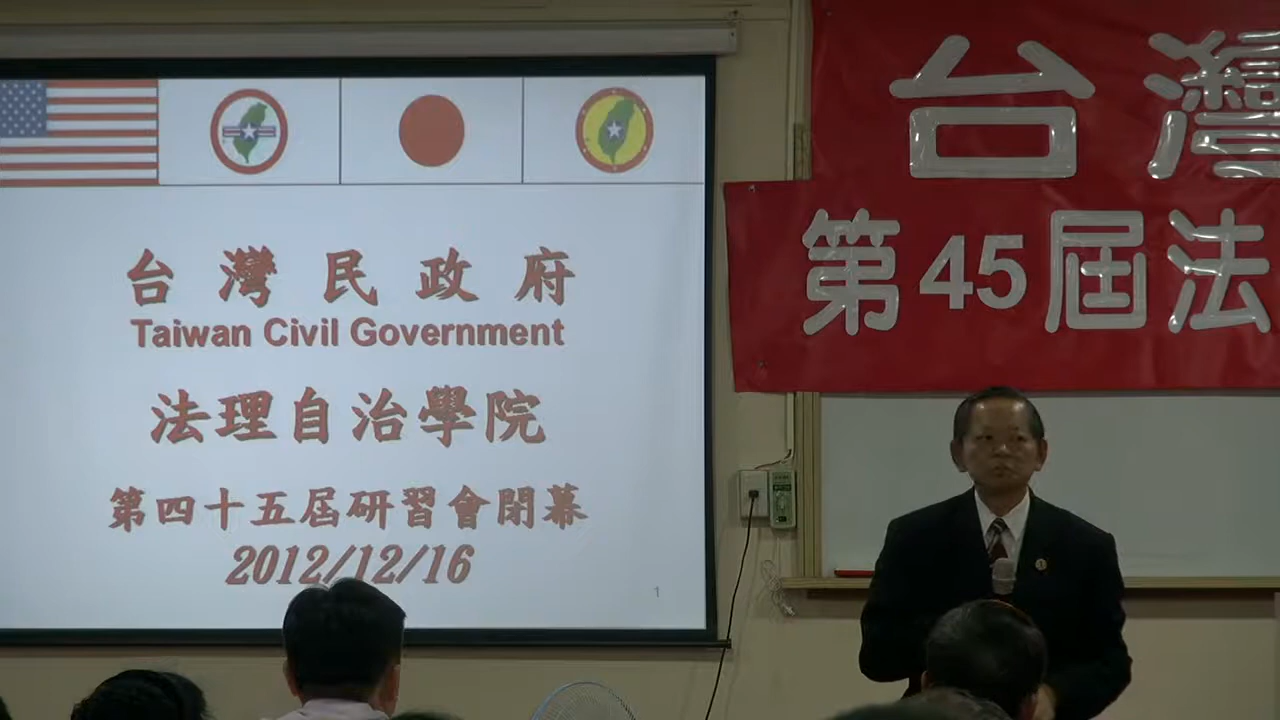 台灣民政府
Taiwan Civil Government
法理自治學院
第四十五屆研習會閉幕
2012/12/16
1
台灣
第45屆法